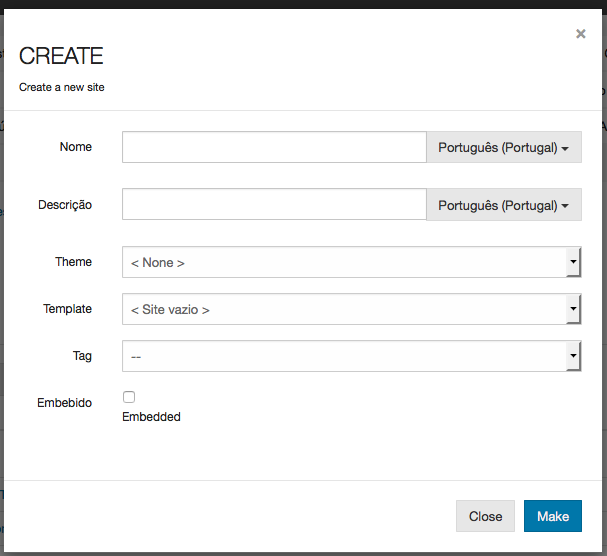 ×
CREATE
Create a new site
Nome
Português (Portugal)
Descrição
Português (Portugal)
Theme
< None >
Template
< Site vazio >
Tag
--
Embebido
Embedded
Close
Make